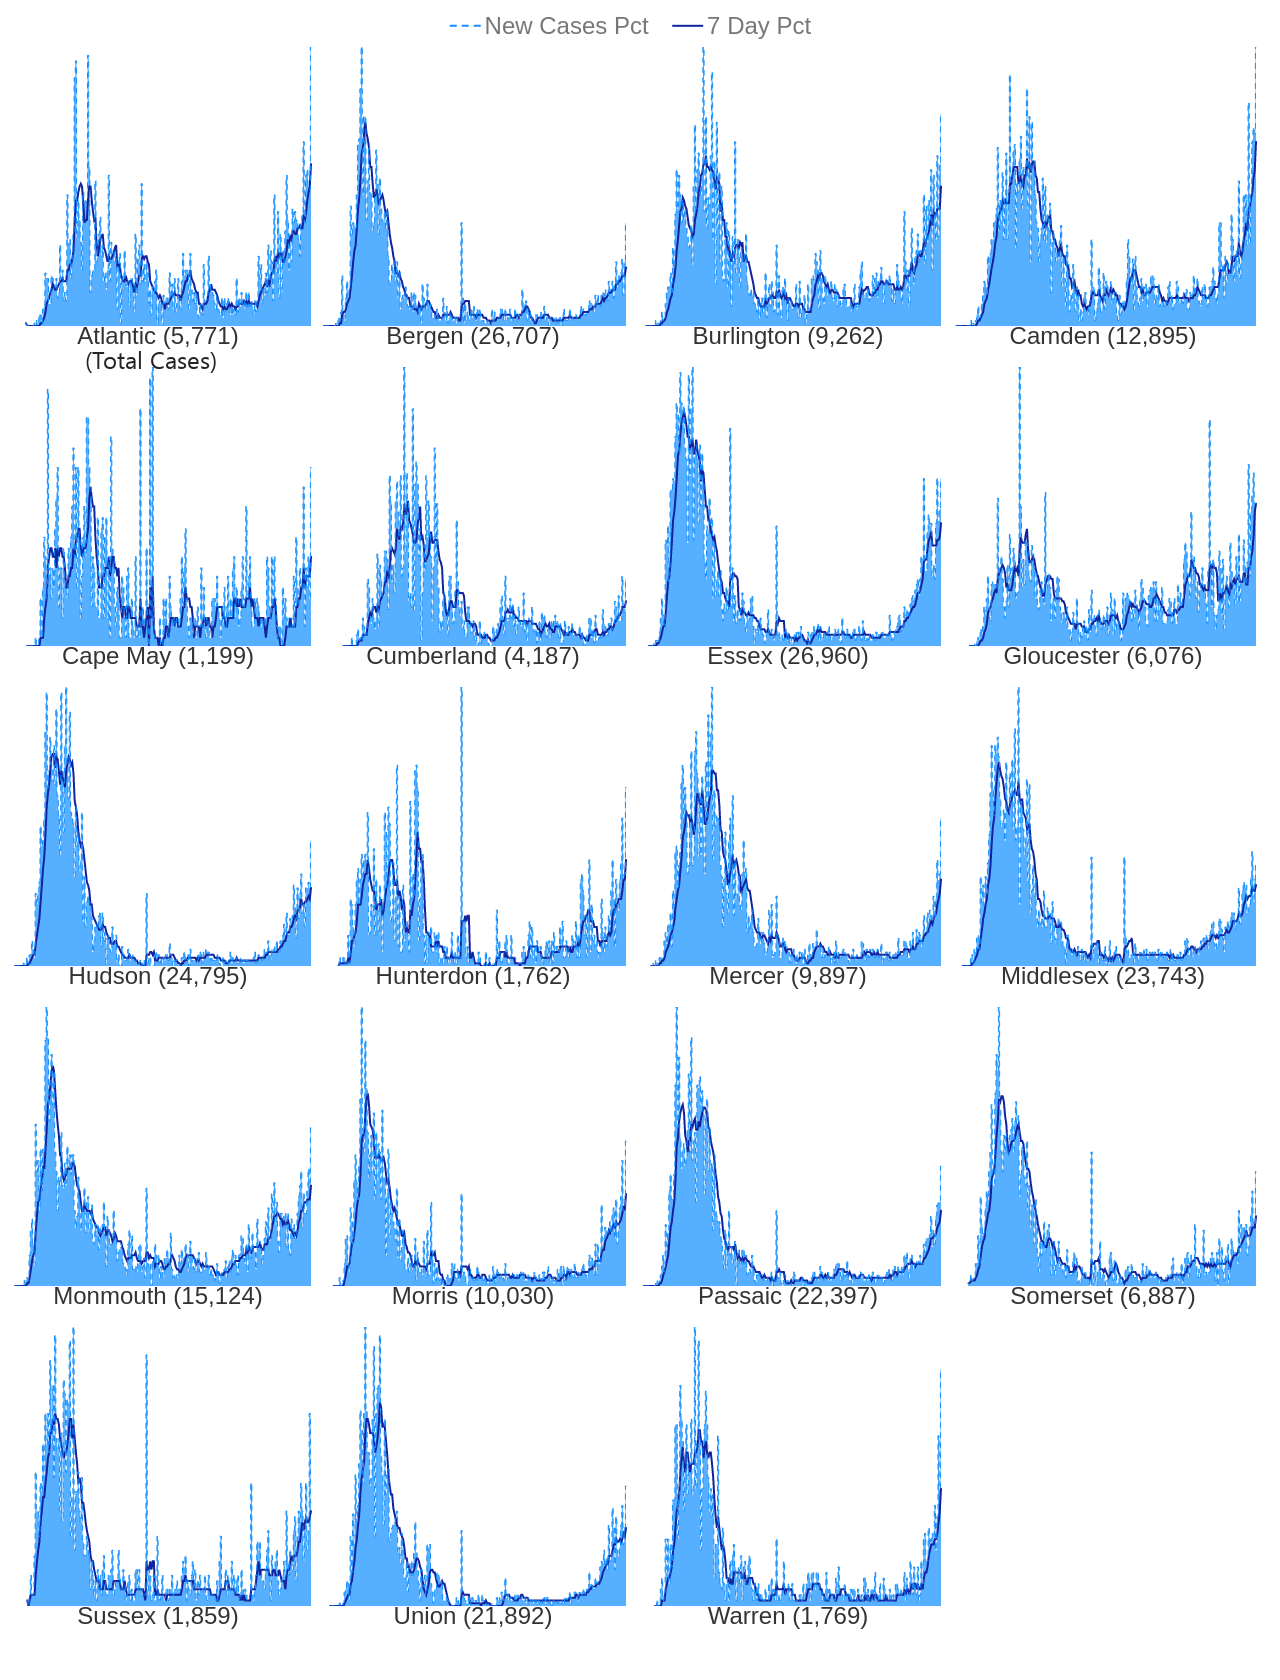 New Cases Pct 7 Day Pct
Atlantic (5,771) Bergen (26,707) Burlington (9,262) Camden (12,895)
(Total Cases)
Cape May (1,199) Cumberland (4,187) Essex (26,960) Gloucester (6,076)
Hudson (24,795) Hunterdon (1,762) Mercer (9,897) Middlesex (23,743)
Monmouth (15,124) Morris (10,030) Passaic (22,397) Somerset (6,887)
Sussex (1,859) Union (21,892) Warren (1,769)